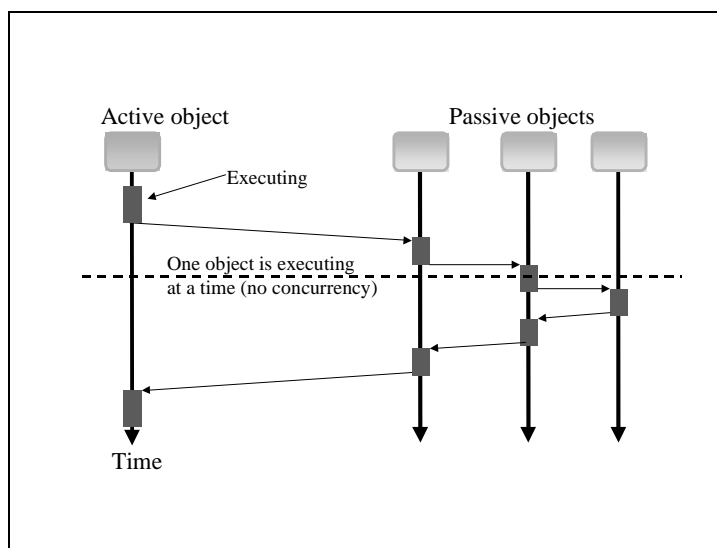 Active object
Passive objects
Executing
One object is executing
at a time (no concurrency)
Time